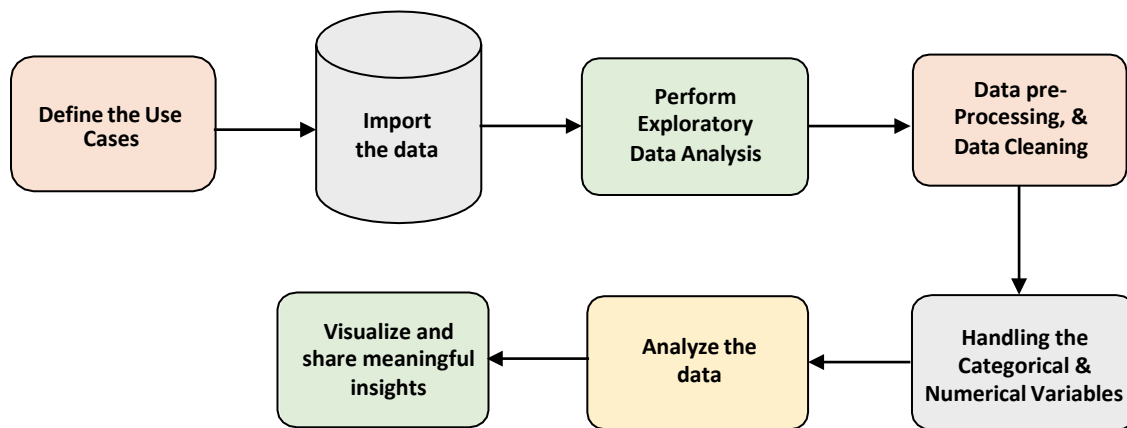 Define the Use
Cases
Import
the data
Perform
Exploratory
Data Analysis
Data pre-
Processing, &
Data Cleaning
Handling the
Categorical &
Numerical Variables
Analyze the
data
Visualize and
share meaningful
insights